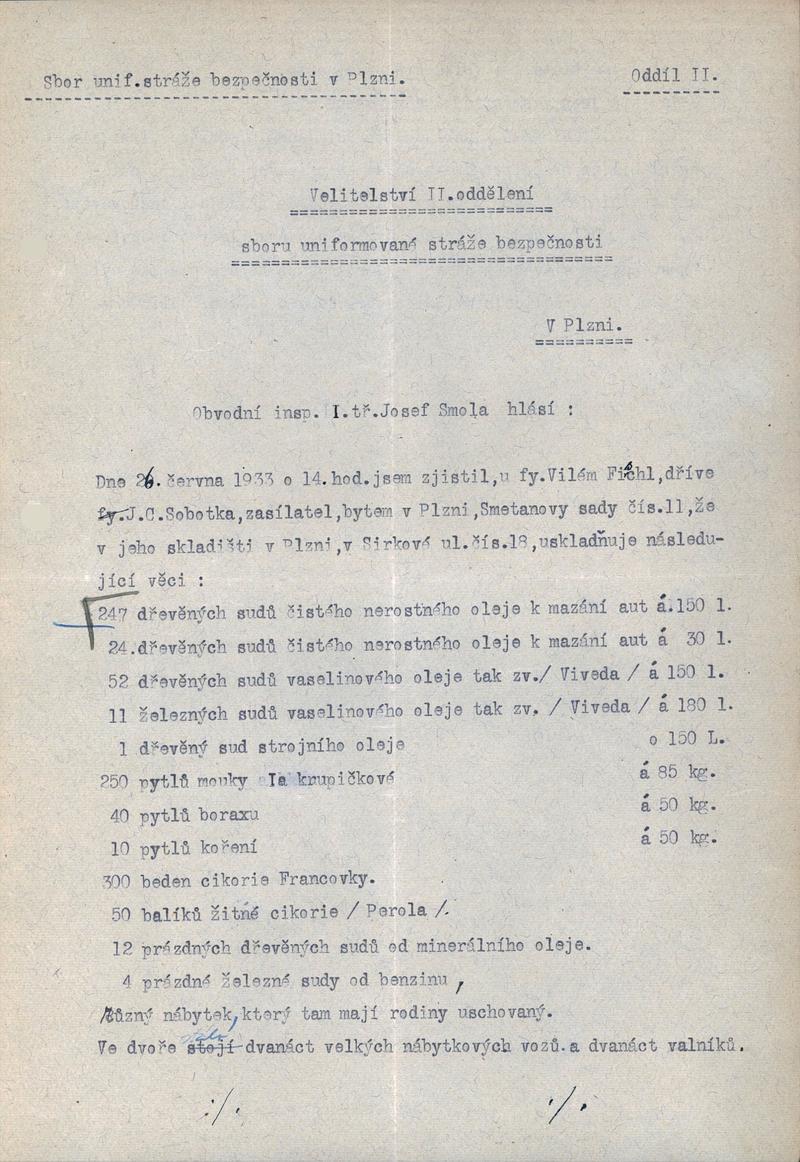 Sbor unif.stráže bezpečnosti v Plzni. Oddíl II.
Velitelství II.oddělení
sboru uniformované stráže bezpečnosti
V Plzni.
Obvodní insp. I.tř.Josef Smola hlásí :
Dne 26. června 1933 o 14.hod.jsem zjistil,u fy.Vilém Fichl,dříve
fy.J.C.Sobotka,zasílatel,bytem v Plzni,Smetanovy sady čís.11,že
v jeho skladišti v Plzni,v Sirkové ul.čís.18,uskladňuje následu-
jící věci :
247 dřevěných sudů čistého nerostného oleje k mazání aut á.150 l.
24.dřevěných sudů čistého nerostného oleje k mazání aut á 30 l.
52 dřevěných sudů vaselinového oleje tak zv./ Viveda / á 150 l.
11 železných sudů vaselinového oleje tak zv. / Viveda / á 180 l.
1 dřevěný sud strojního oleje o 150 L.
250 pytlů mouky Ia krupičkové á 85 kg.
40 pytlů boraxu á 50 kg.
10 pytlů koření á 50 kg.
300 beden cikorie Francovky.
50 balíků žitné cikorie / Perola /.
12 prázdných dřevěných sudů od minerálního oleje.
4 prázdné železné sudy od benzinu,
Různý nábytek,který tam mají rodiny uschovaný.
Ve dvoře stojí dvanáct velkých nábytkových vozů.a dvanáct valníků.
./. ./.